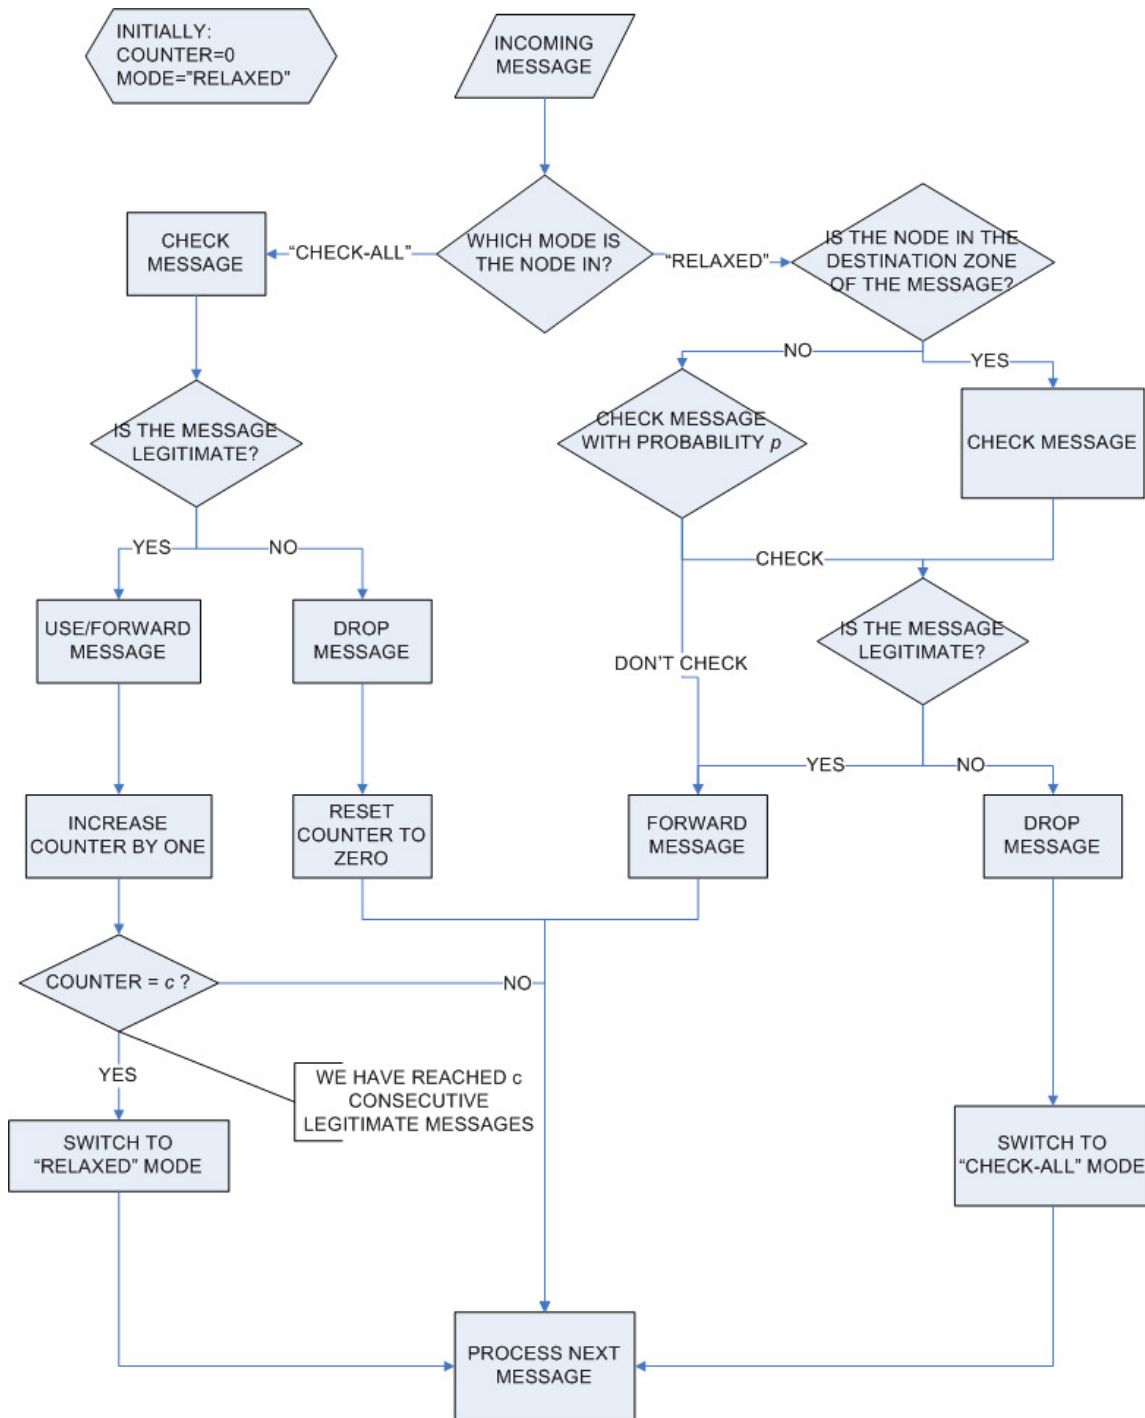 INITIALLY:
COUNTER=0
MODE="RELAXED"
INCOMING
MESSAGE
CHECK
MESSAGE
“CHECK-ALL”
WHICH MODE IS
THE NODE IN?
“RELAXED”
IS THE NODE IN THE
DESTINATION ZONE
OF THE MESSAGE?
NO
YES
IS THE MESSAGE
LEGITIMATE?
CHECK MESSAGE
WITH PROBABILITY p
CHECK MESSAGE
YES
NO
CHECK
USE/FORWARD
MESSAGE
DROP
MESSAGE
IS THE MESSAGE
LEGITIMATE?
DON'T CHECK
YES
NO
INCREASE
COUNTER BY ONE
RESET
COUNTER TO
ZERO
FORWARD
MESSAGE
DROP
MESSAGE
COUNTER = c ?
NO
YES
WE HAVE REACHED c
CONSECUTIVE
LEGITIMATE MESSAGES
SWITCH TO
“RELAXED” MODE
SWITCH TO
“CHECK-ALL” MODE
PROCESS NEXT
MESSAGE